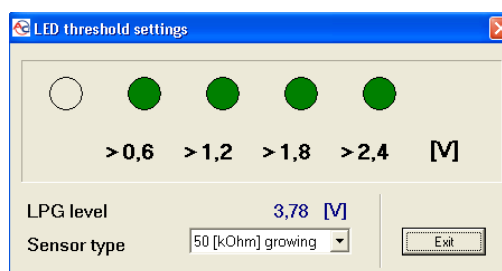 LED threshold settings
>0,6 >1,2 >1,8 >2,4 [V]
LPG level 3,78 [V]
Sensor type 50 [kOhm] growing Exit